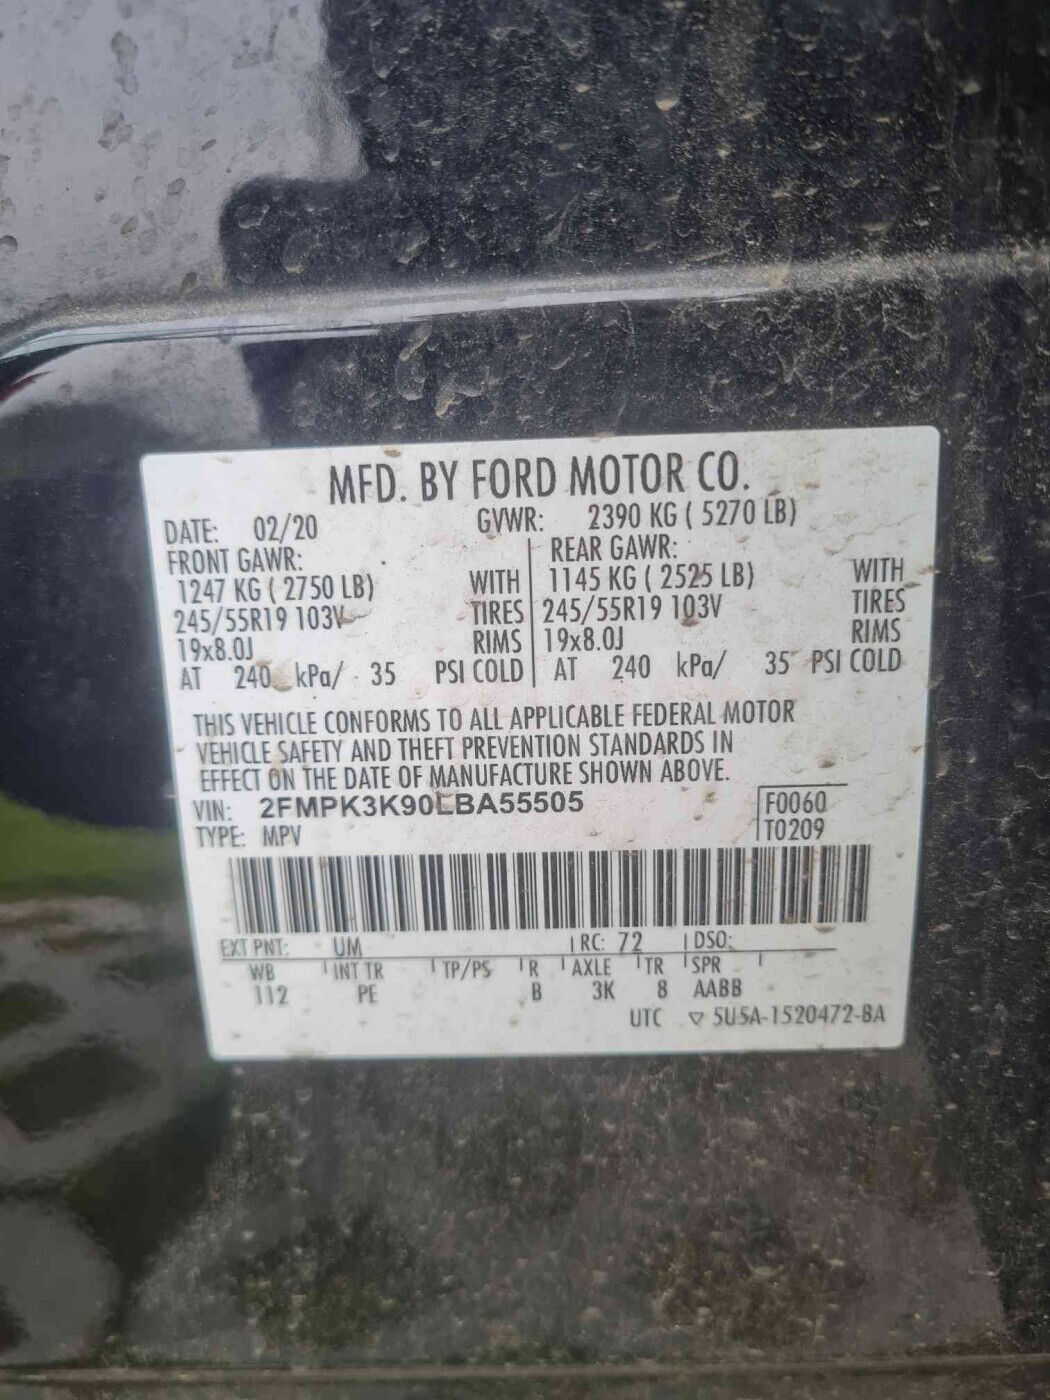 MFD. BY FORD MOTOR CO.
DATE: 02/20 GVWR: 2390 KG ( 5270 LB)
FRONT GAWR: REAR GAWR:
1247 KG ( 2750 LB) WITH 1145 KG ( 2525 LB) WITH
245/55R19 103V TIRES 245/55R19 103V TIRES
19x8.0J RIMS 19x8.0J RIMS
AT 240 kPa/ 35 PSI COLD AT 240 kPa/ 35 PSI COLD
THIS VEHICLE CONFORMS TO ALL APPLICABLE FEDERAL MOTOR
VEHICLE SAFETY AND THEFT PREVENTION STANDARDS IN
EFFECT ON THE DATE OF MANUFACTURE SHOWN ABOVE.
VIN: 2FMPK3K90LBA55505 F0060
TYPE: MPV T0209
EXT PNT: UM RC: 72 DSO:
WB INT TR TP/PS R AXLE TR SPR
112 PE B 3K 8 AABB
UTC ▽ 5U5A-1520472-BA